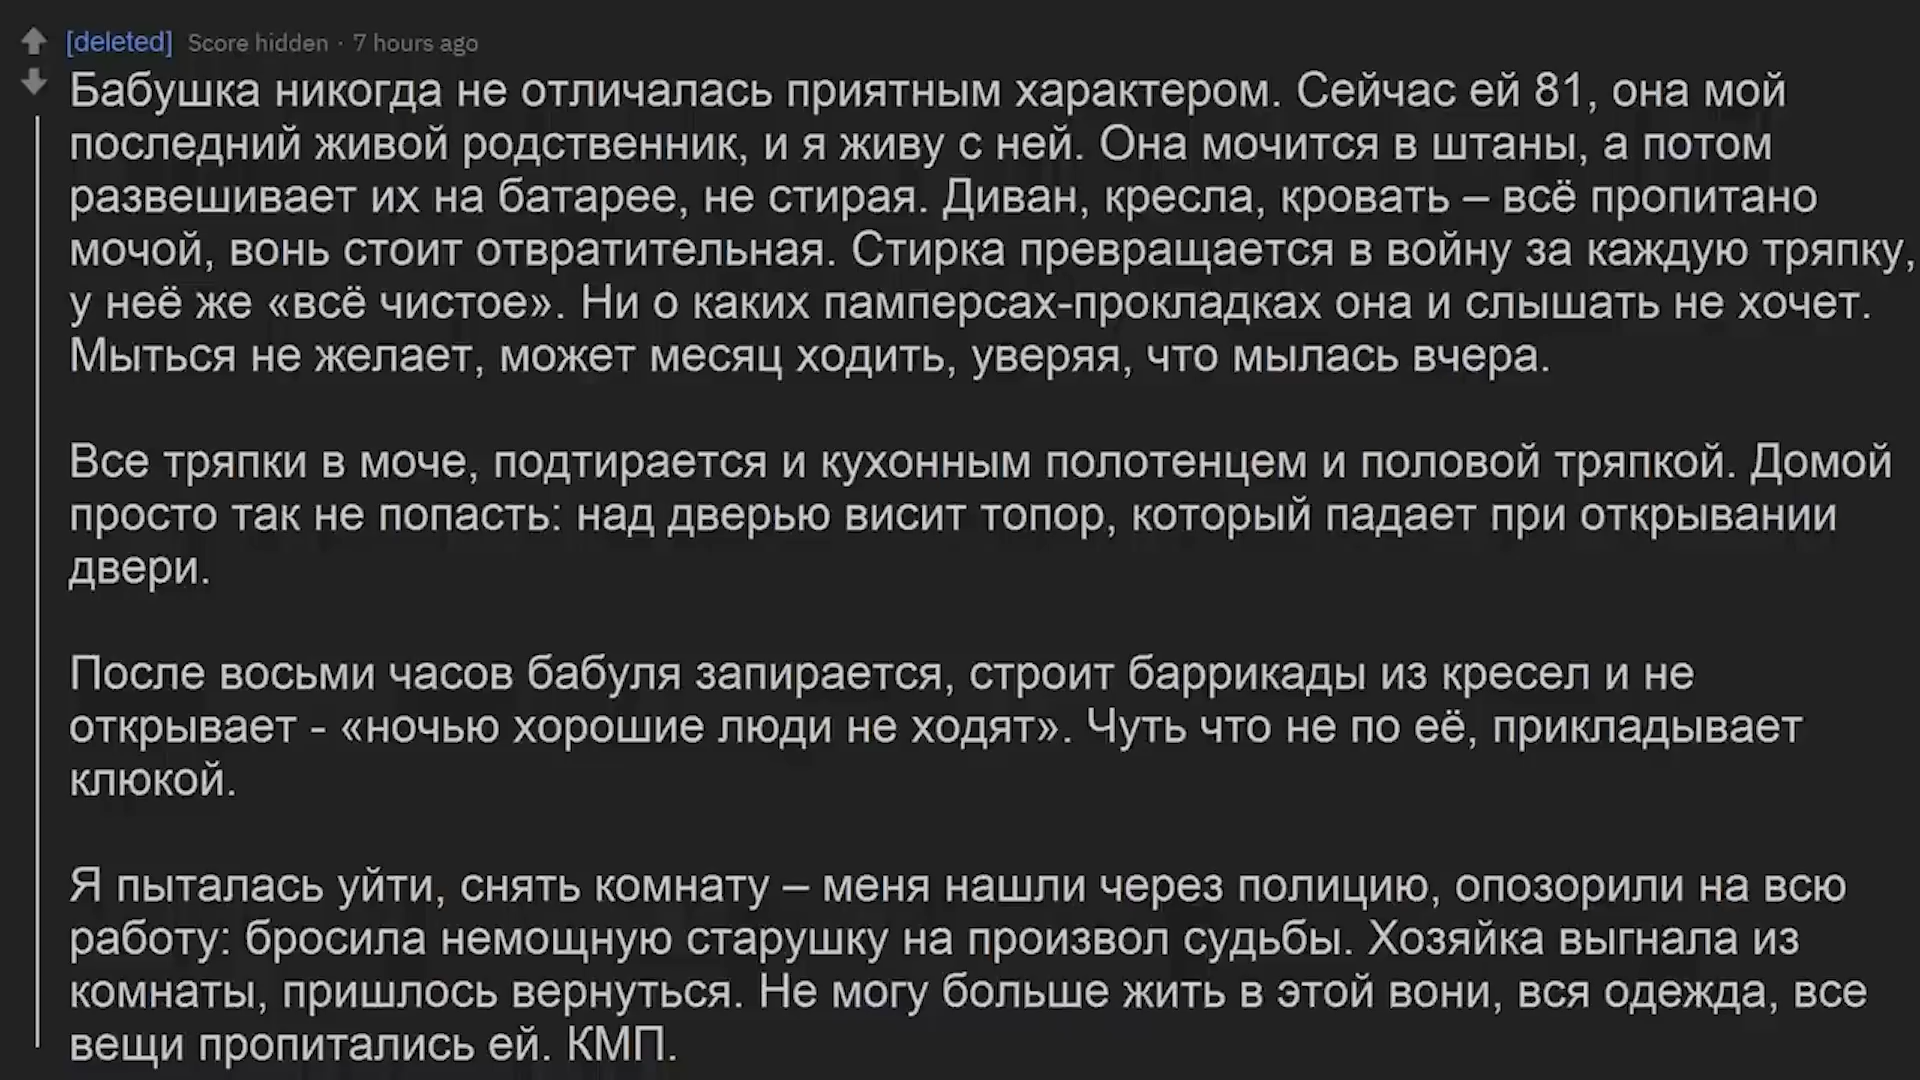 [deleted] Score hidden · 7 hours ago
Бабушка никогда не отличалась приятным характером. Сейчас ей 81, она мой
последний живой родственник, и я живу с ней. Она мочится в штаны, а потом
развешивает их на батарее, не стирая. Диван, кресла, кровать – всё пропитано
мочой, вонь стоит отвратительная. Стирка превращается в войну за каждую тряпку,
у неё же «всё чистое». Ни о каких памперсах-прокладках она и слышать не хочет.
Мыться не желает, может месяц ходить, уверяя, что мылась вчера.
Все тряпки в моче, подтирается и кухонным полотенцем и половой тряпкой. Домой
просто так не попасть: над дверью висит топор, который падает при открывании
двери.
После восьми часов бабуля запирается, строит баррикады из кресел и не
открывает - «ночью хорошие люди не ходят». Чуть что не по её, прикладывает
клюкой.
Я пыталась уйти, снять комнату – меня нашли через полицию, опозорили на всю
работу: бросила немощную старушку на произвол судьбы. Хозяйка выгнала из
комнаты, пришлось вернуться. Не могу больше жить в этой вони, вся одежда, все
вещи пропитались ей. КМП.